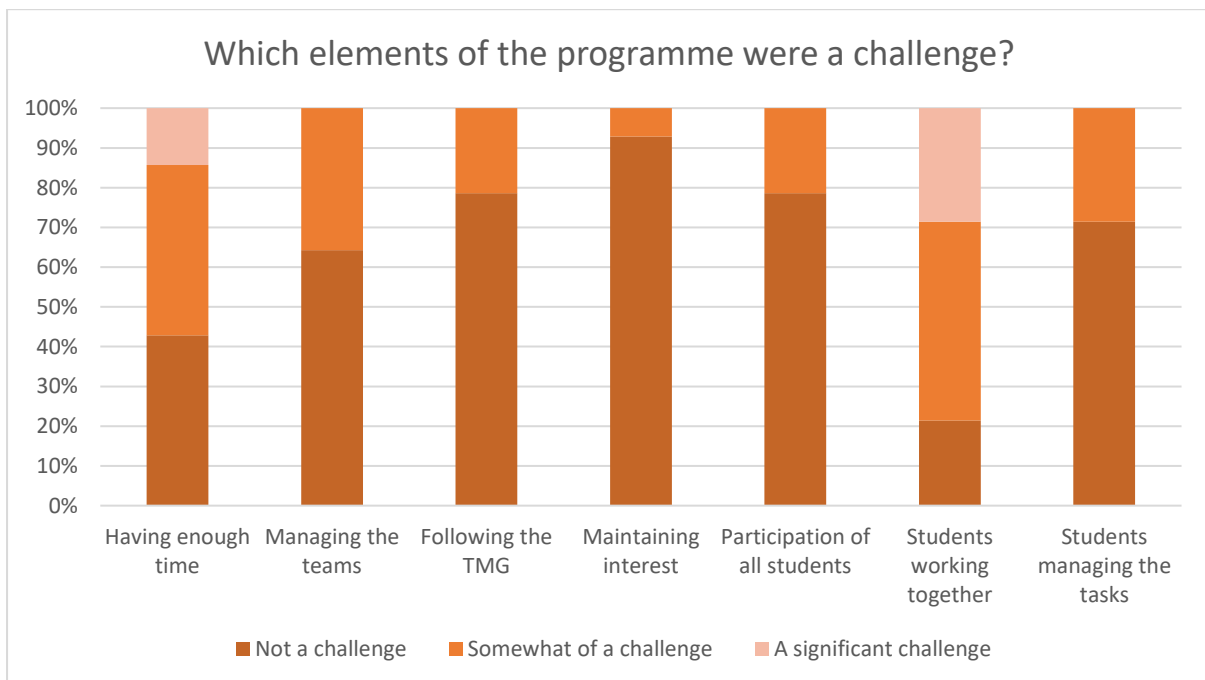 Which elements of the programme were a challenge?
100%
90%
80%
70%
60%
50%
40%
30%
20%
10%
0%
Having enough
time
Managing the
teams
Following the
TMG
Maintaining
interest
Participation of
all students
Students
working
together
Students
managing the
tasks
Not a challenge
Somewhat of a challenge
A significant challenge